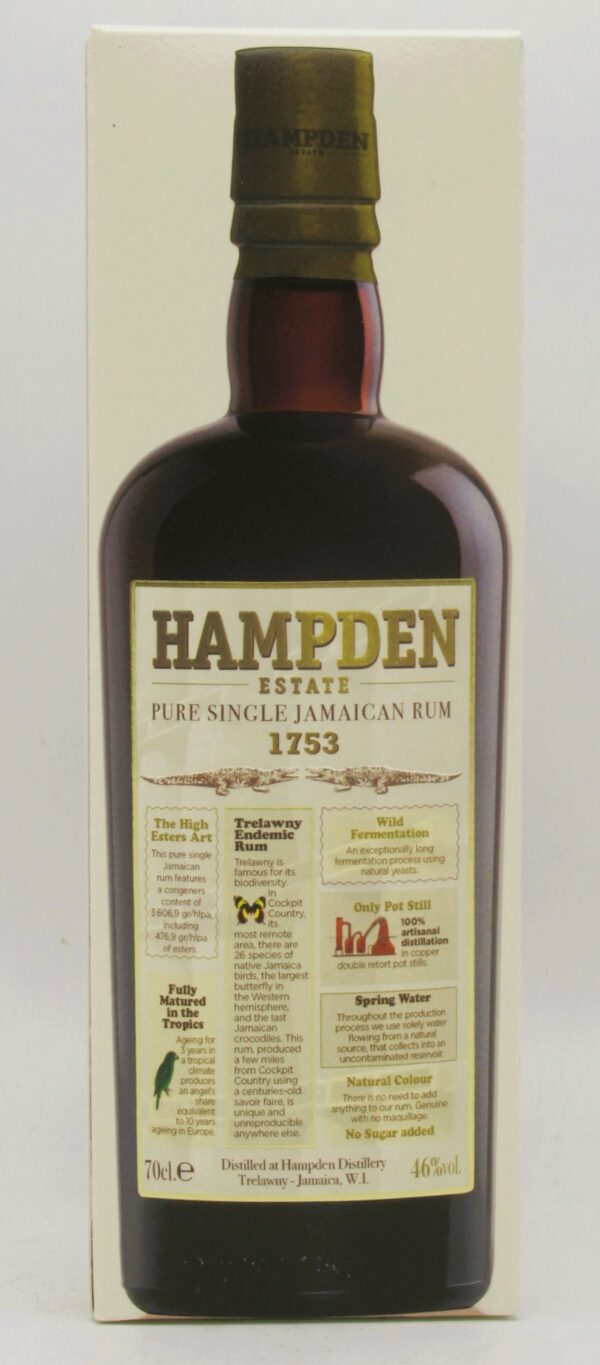 HAMPDEN
ESTATE
HAMPDEN
ESTATE
PURE SINGLE JAMAICAN RUM
1753
The High
Esters Art
This pure single
Jamaican
rum features
a congeners
content of
3.606,9 gr/hlpa,
including
476,9 gr/hlpa
of esters.
Fully
Matured
in the
Tropics
Ageing for
3 years in
a tropical
climate
produces
an angel's
share
equivalent
to 10 years
ageing in Europe.
Trelawny
Endemic
Rum
Trelawny is
famous for its
biodiversity.
In
Cockpit
Country,
its
most remote
area, there are
26 species of
native Jamaica
birds, the largest
butterfly in
the Western
hemisphere,
and the last
Jamaican
crocodiles. This
rum, produced
a few miles
from Cockpit
Country using
a centuries-old
savoir faire, is
unique and
unreproducible
anywhere else.
Wild
Fermentation
An exceptionally long
fermentation process using
natural yeasts.
Only Pot Still
100%
artisanal
distillation
in copper
double retort pot stills.
Spring Water
Throughout the production
process we use solely water
flowing from a natural
source, that collects into an
uncontaminated reservoir.
Natural Colour
There is no need to add
anything to our rum. Genuine
with no maquillage.
No Sugar added
70cl.e
Distilled at Hampden Distillery
Trelawny - Jamaica, W.I.
46%vol.